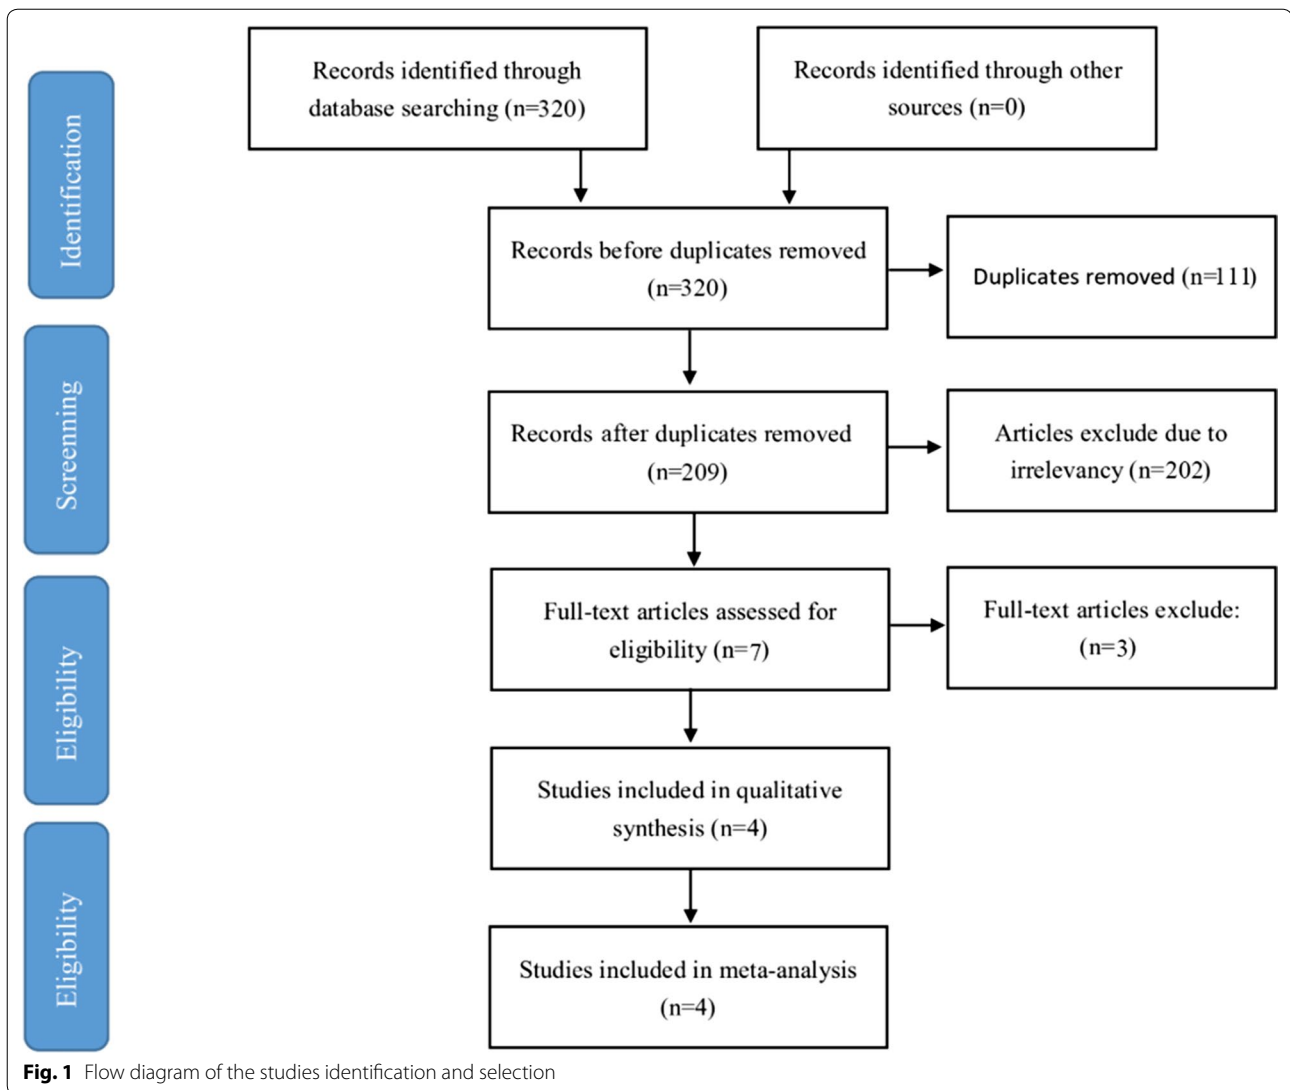 Records identified through
database searching (n=320)
Records identified through other
sources (n=0)
Identification
Records before duplicates removed
(n=320)
Duplicates removed (n=111)
Screenning
Records after duplicates removed
(n=209)
Articles exclude due to
irrelevancy (n=202)
Eligibility
Full-text articles assessed for
eligibility (n=7)
Full-text articles exclude:
(n=3)
Studies included in qualitative
synthesis (n=4)
Eligibility
Studies included in meta-analysis
(n=4)
Fig. 1 Flow diagram of the studies identification and selection